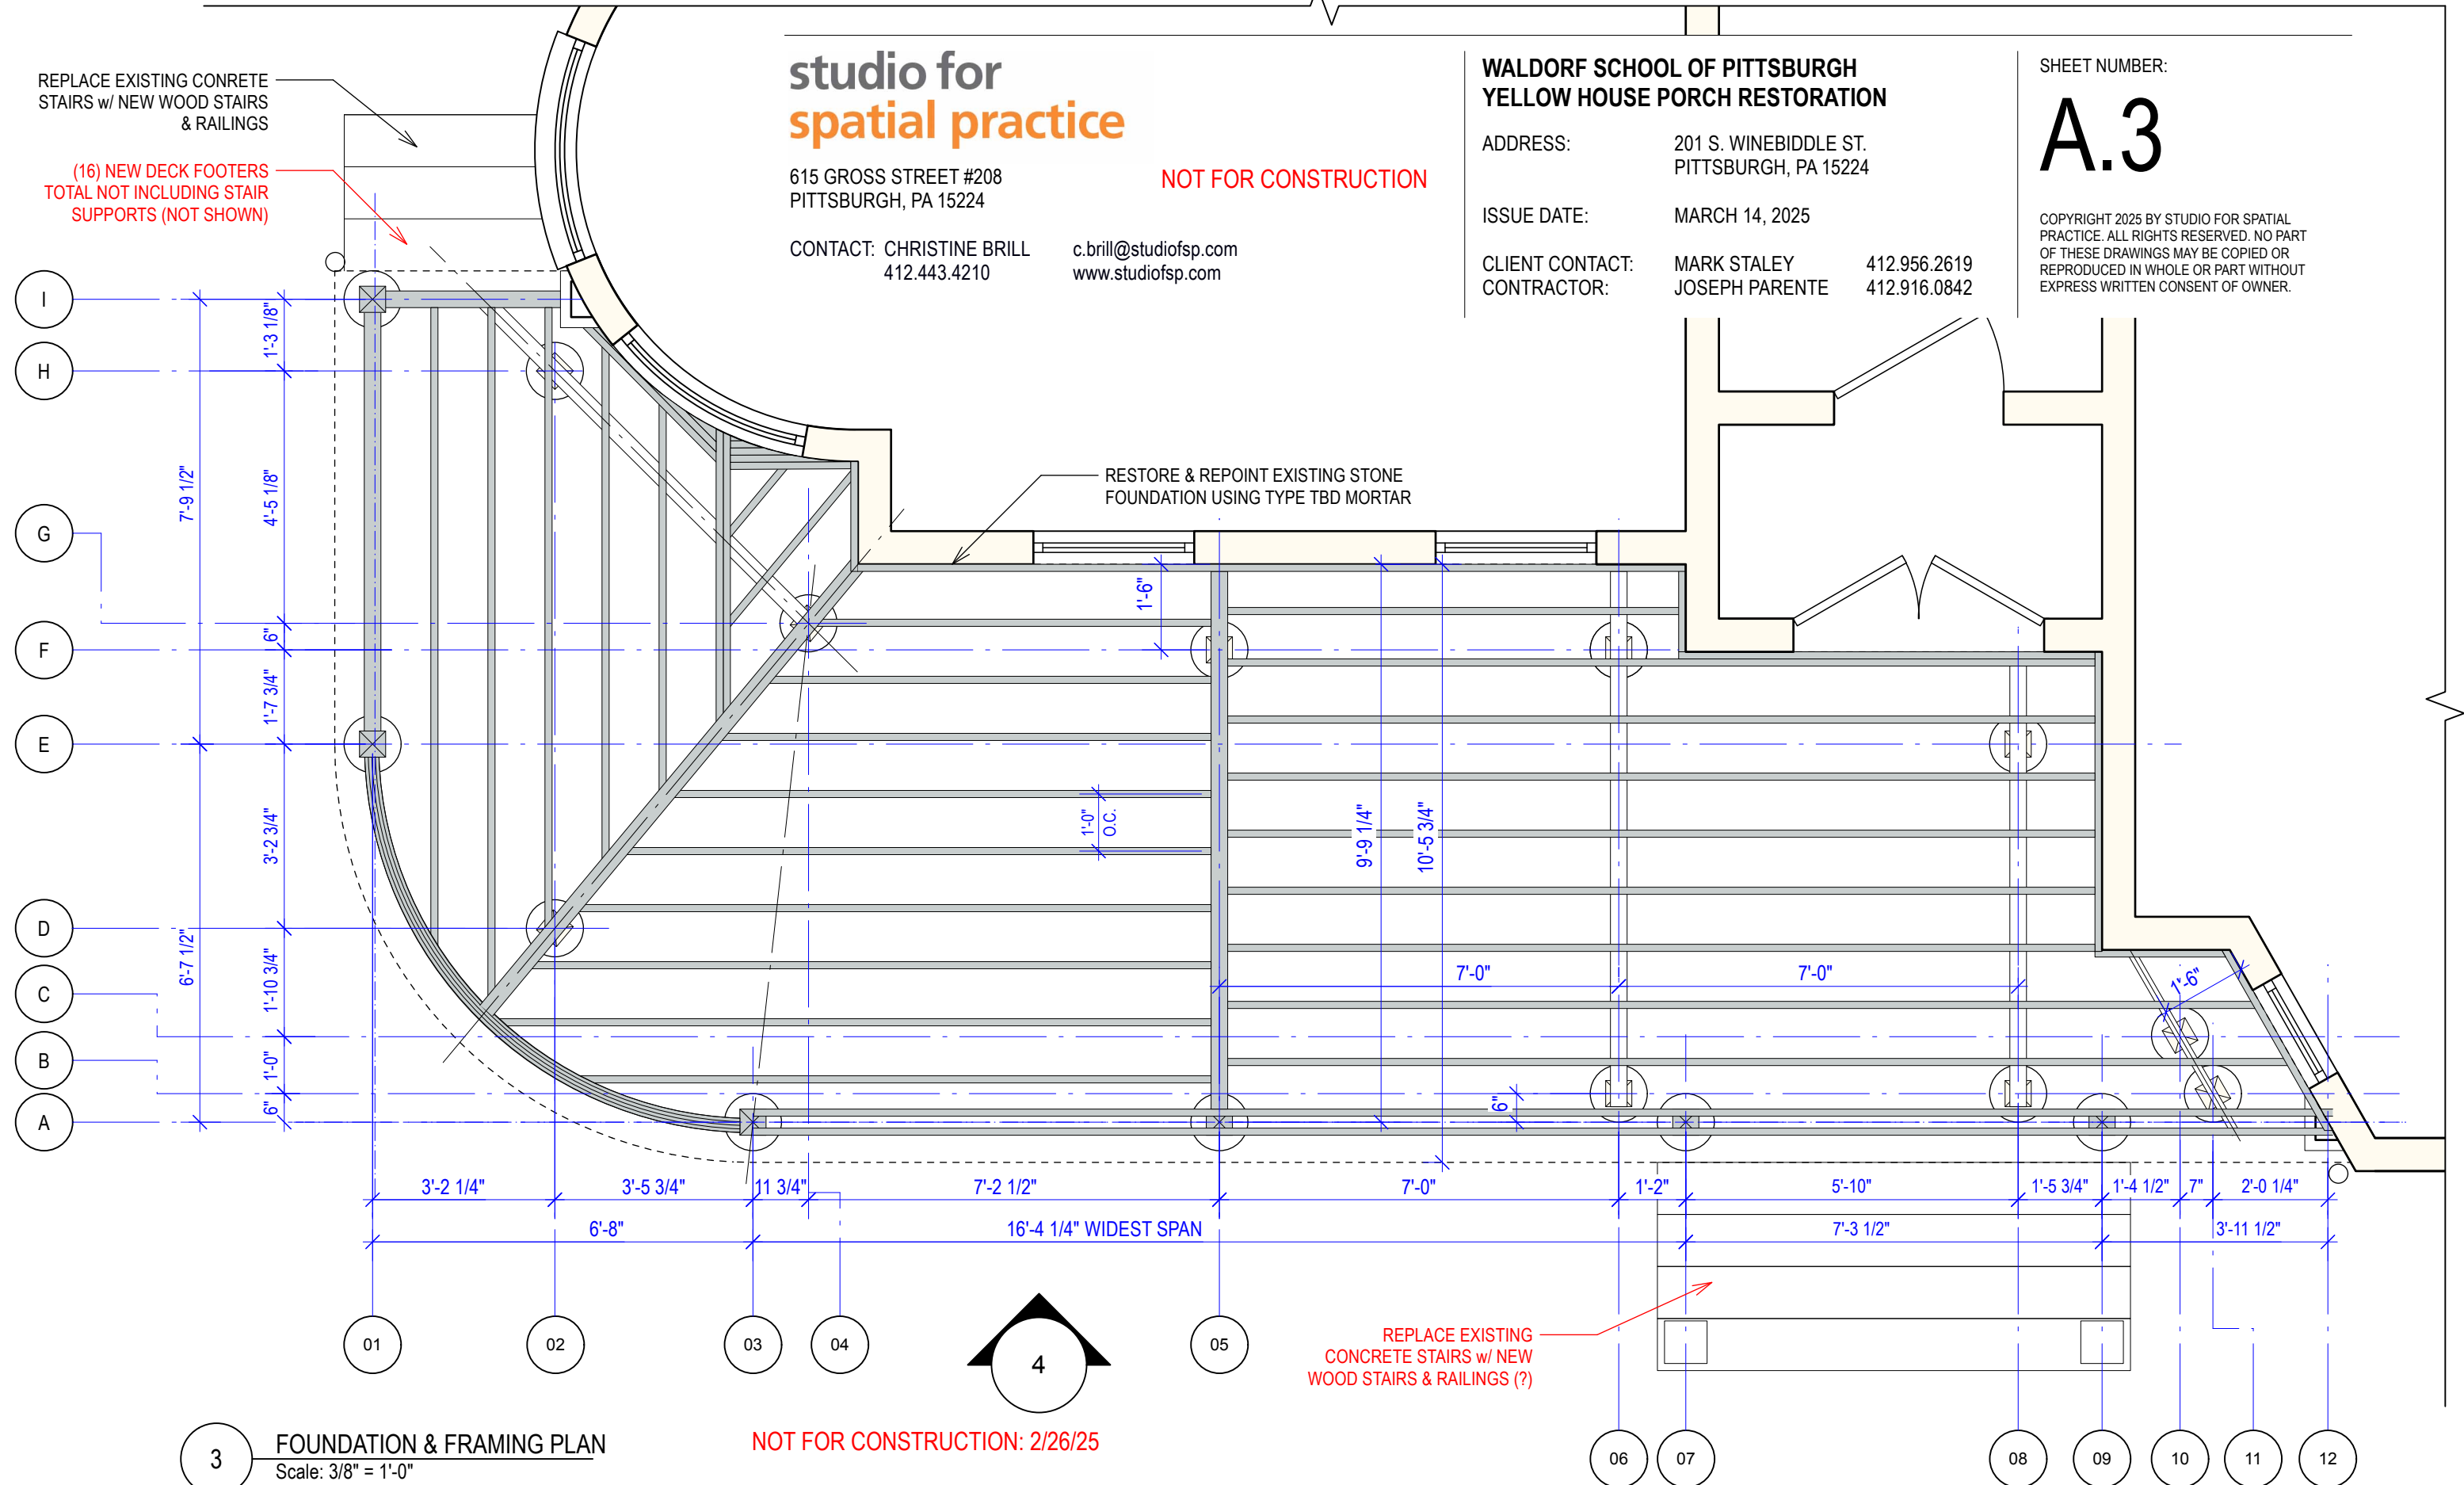 REPLACE EXISTING CONRETE
STAIRS w/ NEW WOOD STAIRS
& RAILINGS
(16) NEW DECK FOOTERS
TOTAL NOT INCLUDING STAIR
SUPPORTS (NOT SHOWN)
studio for
spatial practice
615 GROSS STREET #208
PITTSBURGH, PA 15224
NOT FOR CONSTRUCTION
CONTACT: CHRISTINE BRILL c.brill@studiofsp.com
412.443.4210 www.studiofsp.com
WALDORF SCHOOL OF PITTSBURGH
YELLOW HOUSE PORCH RESTORATION
ADDRESS: 201 S. WINEBIDDLE ST.
PITTSBURGH, PA 15224
ISSUE DATE: MARCH 14, 2025
CLIENT CONTACT: MARK STALEY 412.956.2619
CONTRACTOR: JOSEPH PARENTE 412.916.0842
SHEET NUMBER:
A.3
COPYRIGHT 2025 BY STUDIO FOR SPATIAL
PRACTICE. ALL RIGHTS RESERVED. NO PART
OF THESE DRAWINGS MAY BE COPIED OR
REPRODUCED IN WHOLE OR PART WITHOUT
EXPRESS WRITTEN CONSENT OF OWNER.
I
H
G
F
E
D
C
B
A
7'-9 1/2"
6'-7 1/2"
1'-3 1/8"
4'-5 1/8"
6"
1'-7 3/4"
3'-2 3/4"
1'-10 3/4"
1'-0"
6"
RESTORE & REPOINT EXISTING STONE
FOUNDATION USING TYPE TBD MORTAR
1'-6"
1'-0"
O.C.
9'-9 1/4"
10'-5 3/4"
7'-0"
7'-0"
1'-6"
6"
3'-2 1/4"
3'-5 3/4"
11 3/4"
7'-2 1/2"
7'-0"
1'-2"
5'-10"
1'-5 3/4"
1'-4 1/2"
7"
2'-0 1/4"
6'-8"
16'-4 1/4" WIDEST SPAN
7'-3 1/2"
3'-11 1/2"
01
02
03
04
4
05
REPLACE EXISTING
CONCRETE STAIRS w/ NEW
WOOD STAIRS & RAILINGS (?)
06
07
08
09
10
11
12
3
FOUNDATION & FRAMING PLAN
Scale: 3/8" = 1'-0"
NOT FOR CONSTRUCTION: 2/26/25